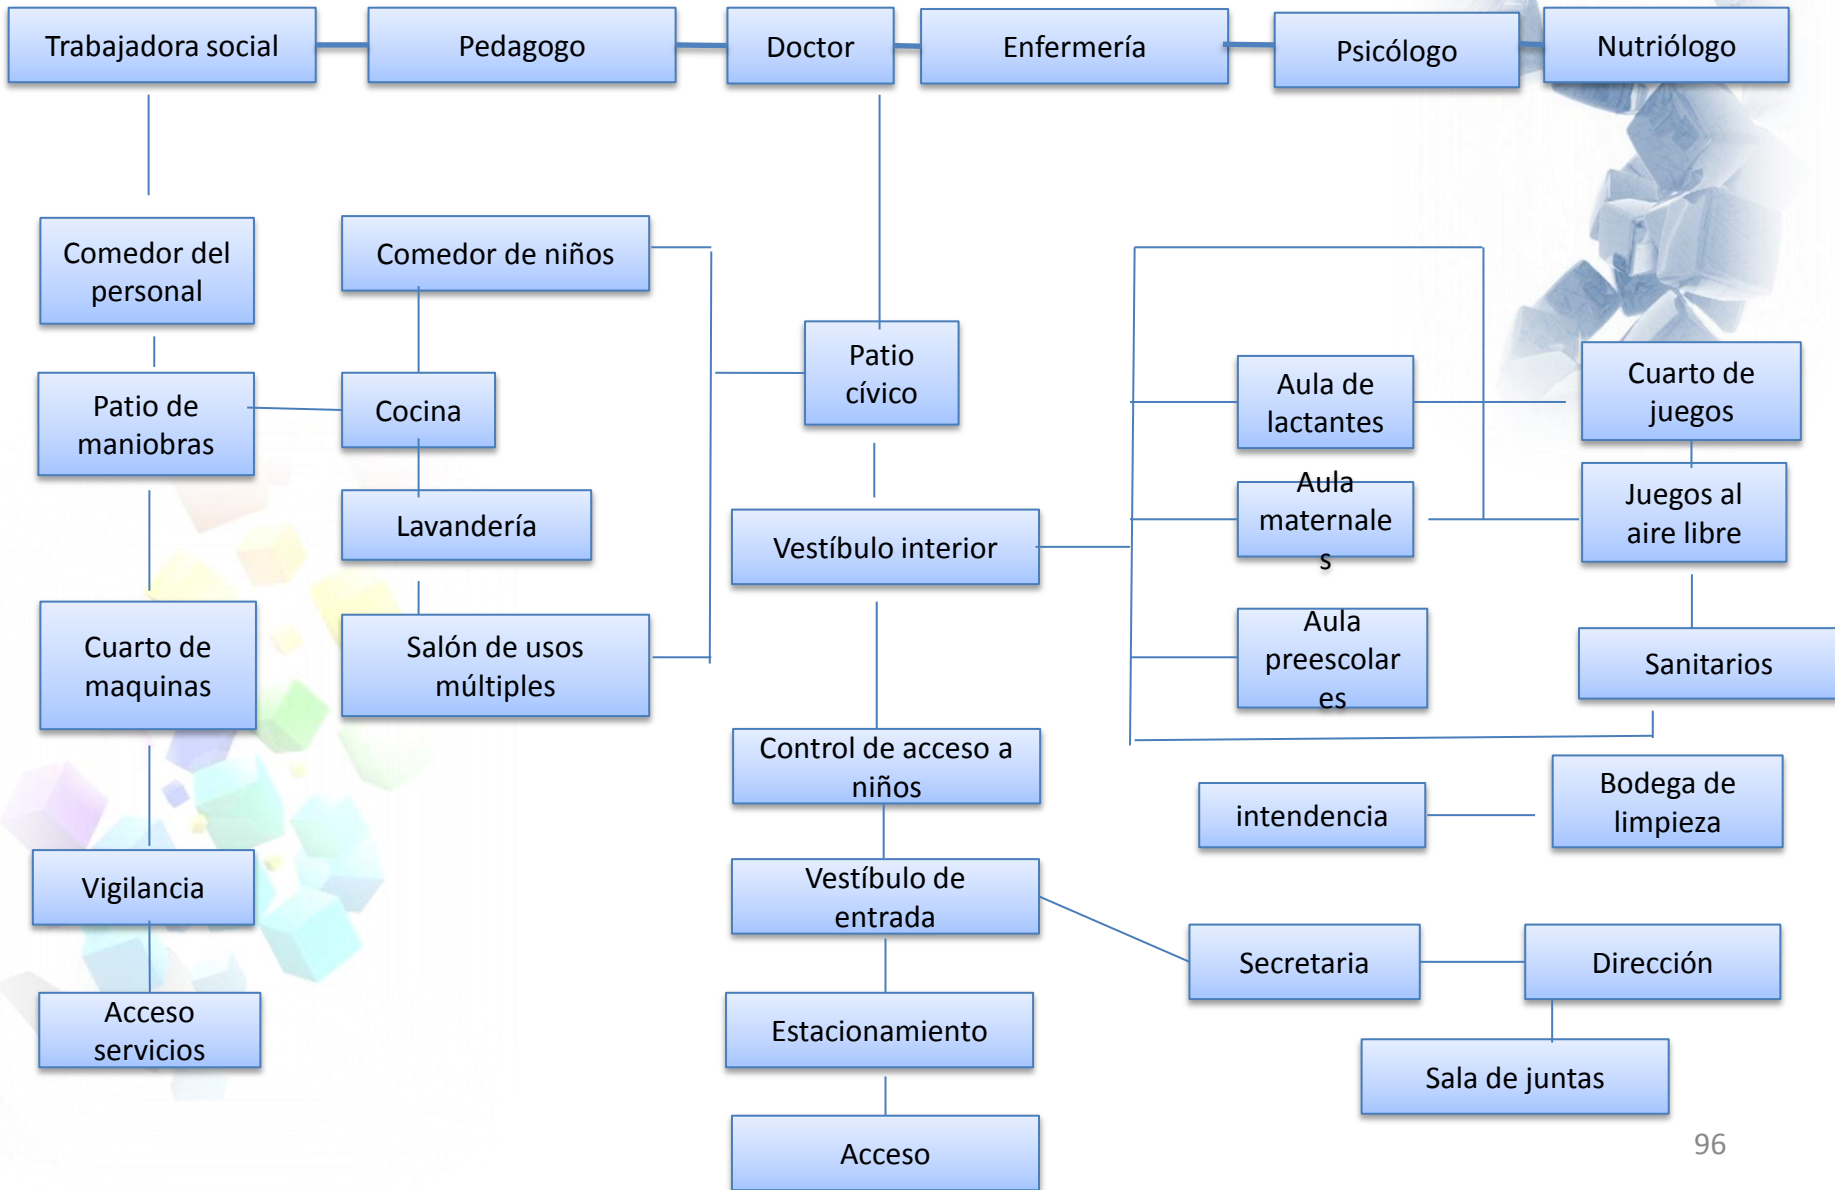 Trabajadora social
Pedagogo
Doctor
Enfermería
Psicólogo
Nutriólogo
Comedor del
personal
Comedor de niños
Patio
cívico
Aula de
lactantes
Cuarto de
juegos
Patio de
maniobras
Cocina
Aula
maternale
s
Juegos al
aire libre
Lavandería
Vestíbulo interior
Cuarto de
maquinas
Salón de usos
múltiples
Aula
preescolar
es
Sanitarios
Control de acceso a
niños
intendencia
Bodega de
limpieza
Vigilancia
Vestíbulo de
entrada
Secretaria
Dirección
Acceso
servicios
Estacionamiento
Sala de juntas
Acceso
96